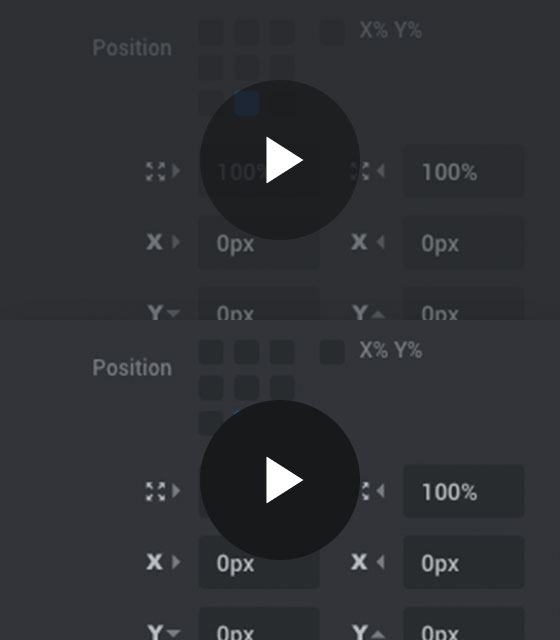 X% Y%
Position
100% 100%
X 0px X 0px
Y 0px Y 0px
X% Y%
Position
100%
X 0px X 0px
Y 0px Y 0px